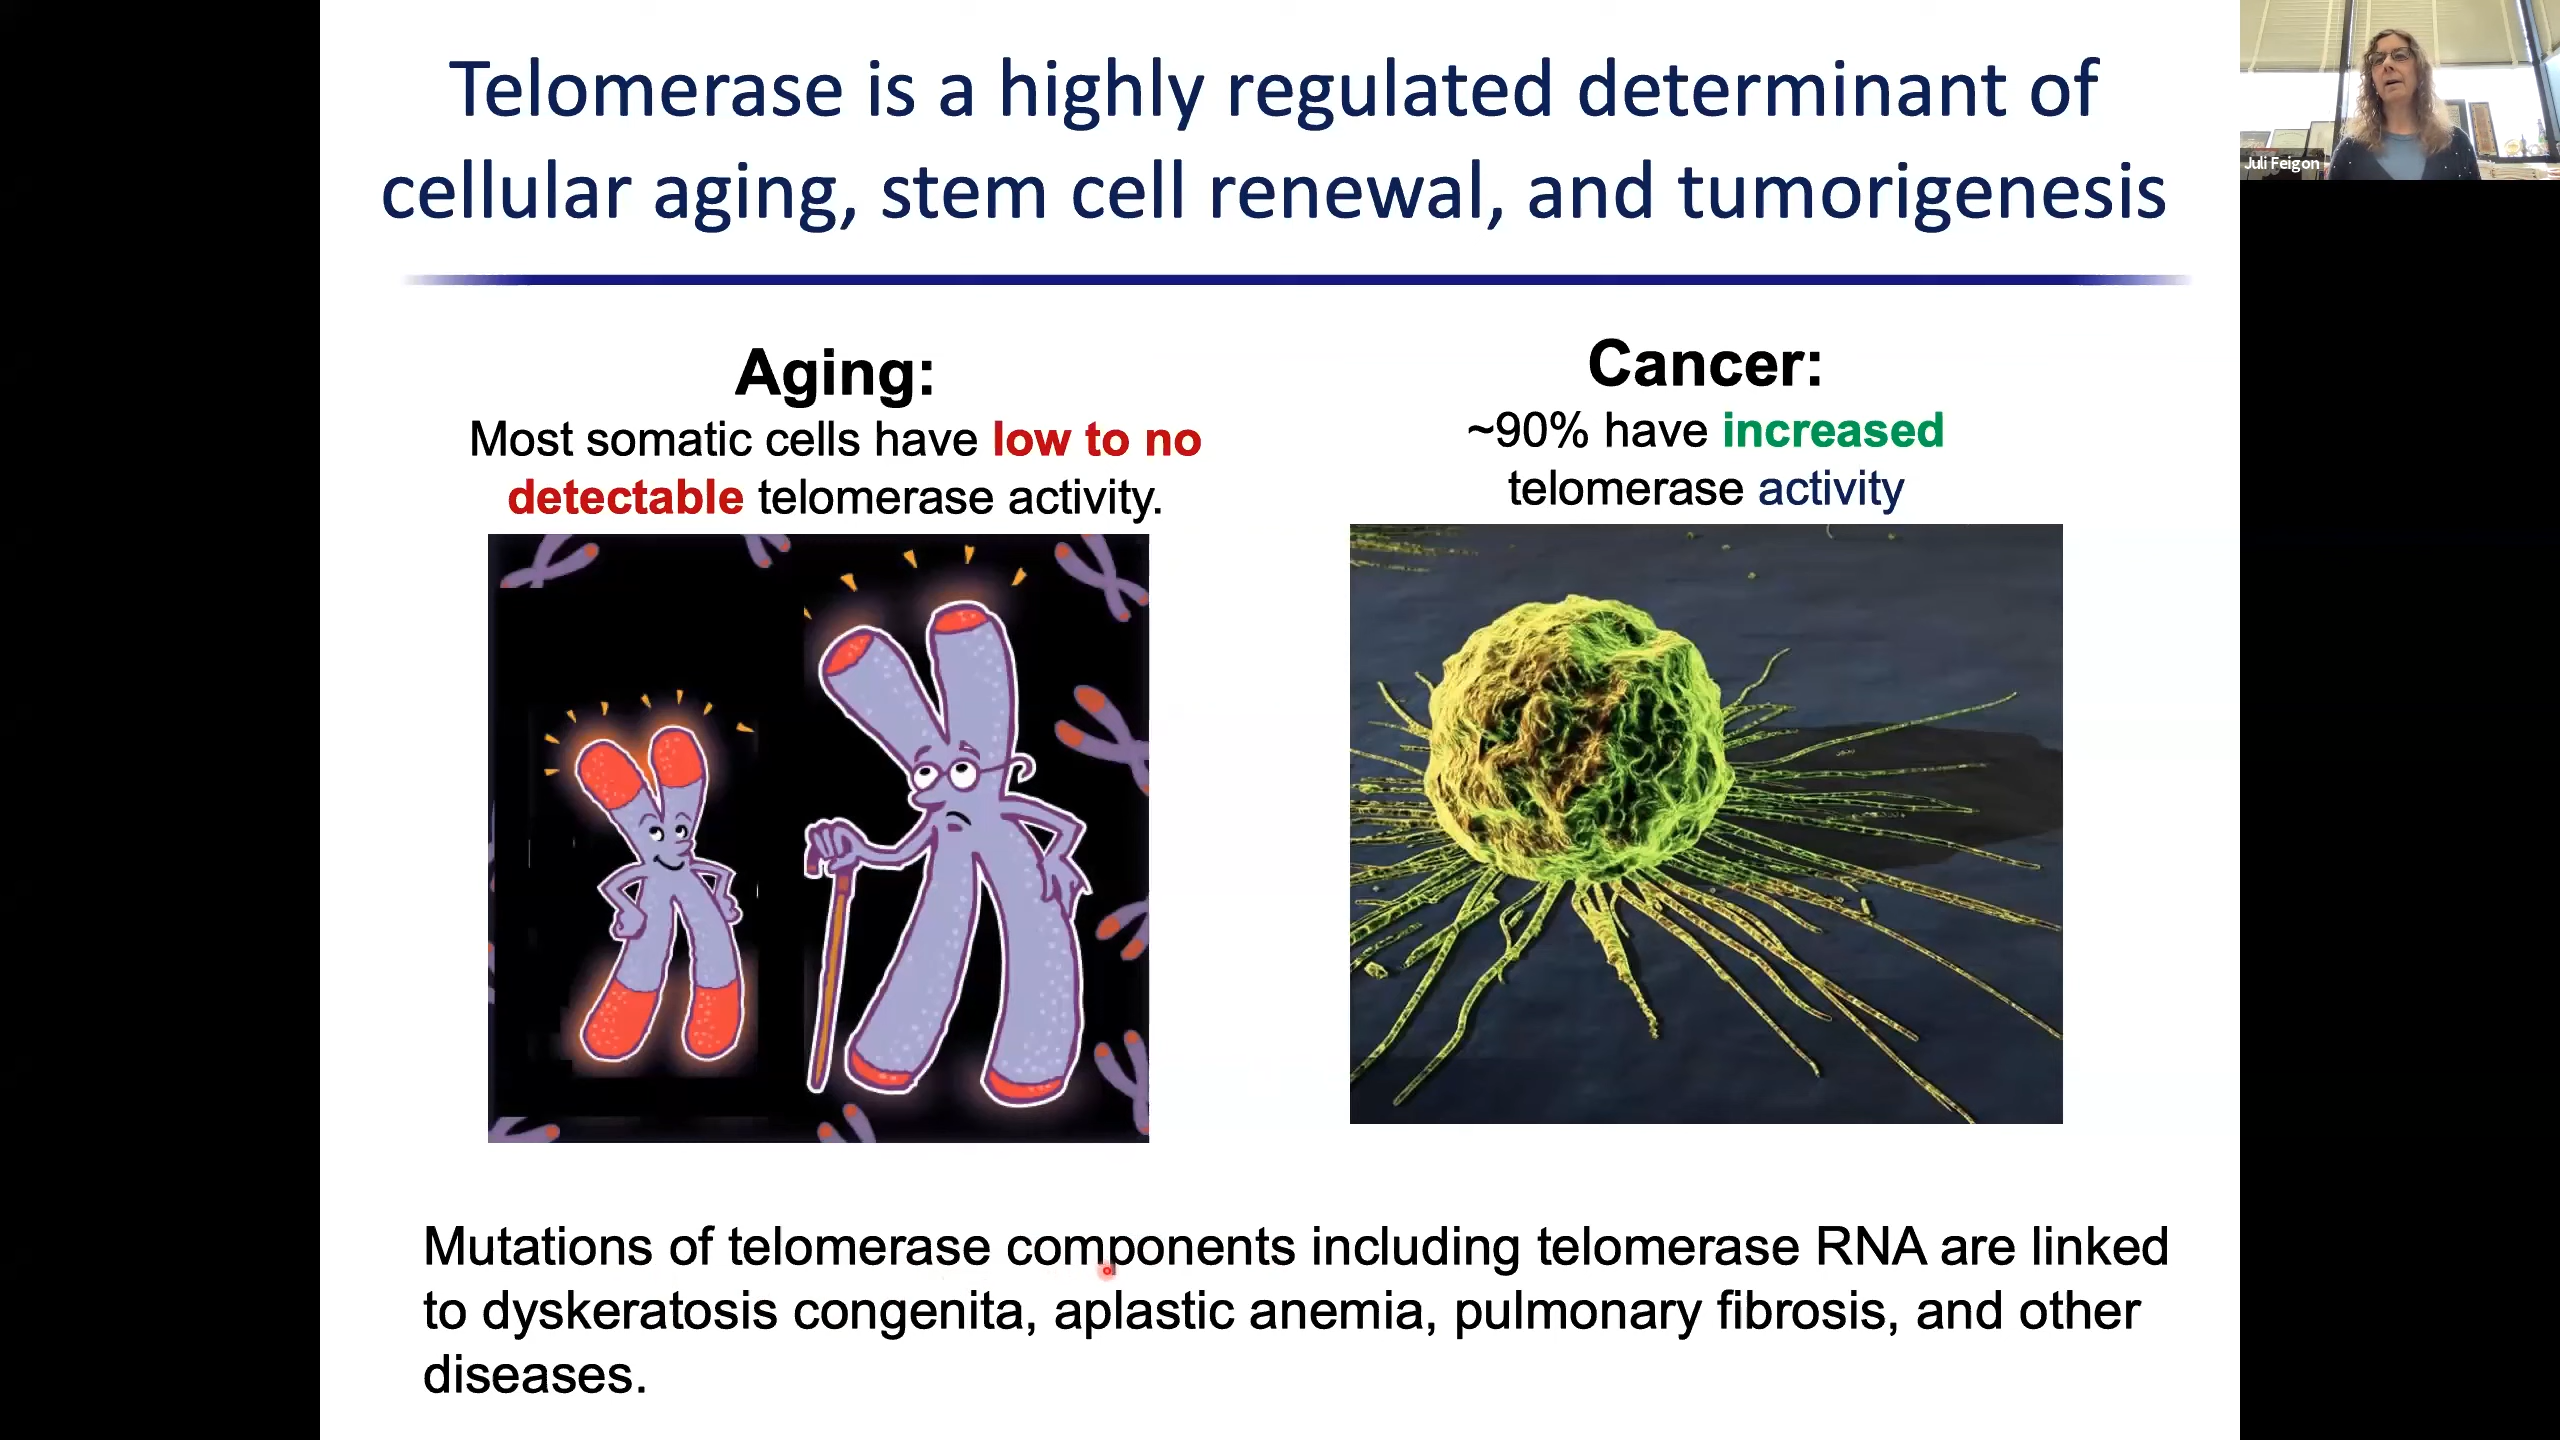 Telomerase is a highly regulated determinant of
cellular aging, stem cell renewal, and tumorigenesis
Juli Feigon
Aging:
Most somatic cells have low to no
detectable telomerase activity.
Cancer:
~90% have increased
telomerase activity
Mutations of telomerase components including telomerase RNA are linked
to dyskeratosis congenita, aplastic anemia, pulmonary fibrosis, and other
diseases.